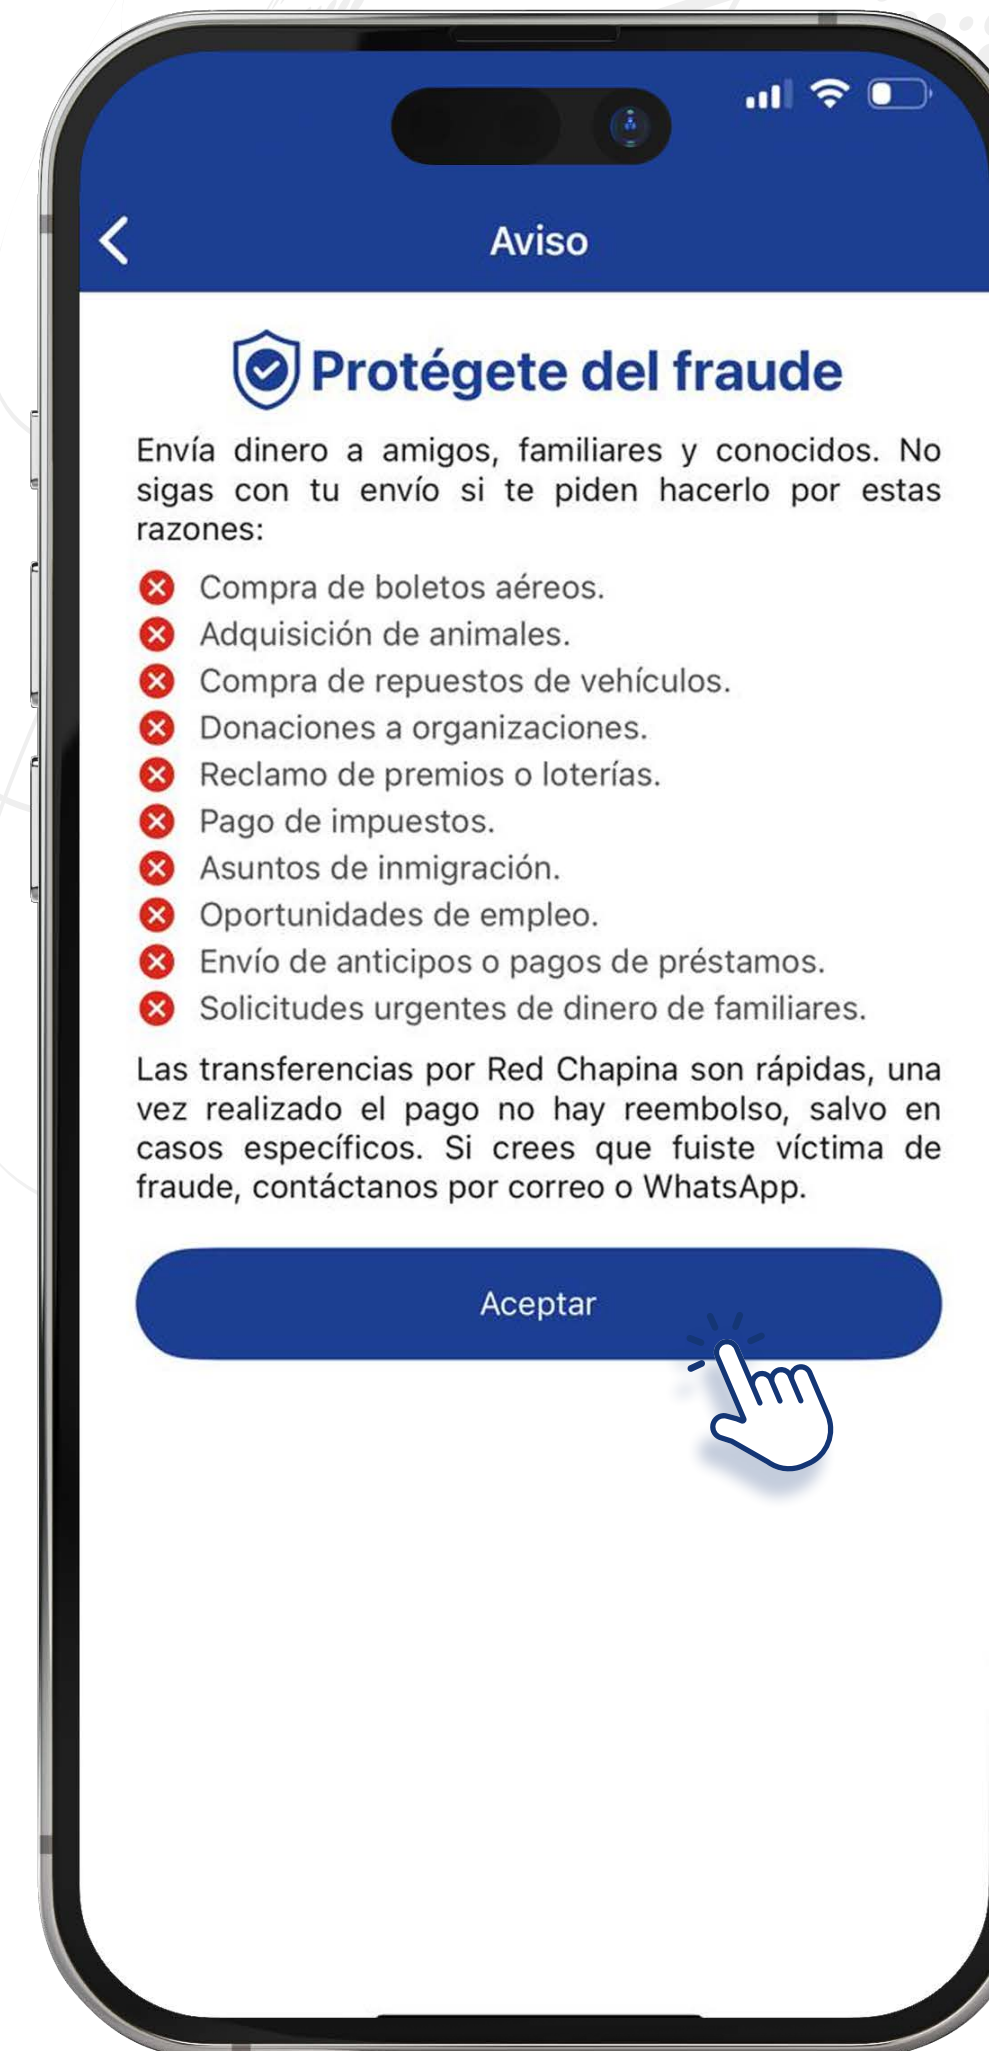 Aviso
Protégete del fraude
Envía dinero a amigos, familiares y conocidos. No
sigas con tu envío si te piden hacerlo por estas
razones:
Compra de boletos aéreos.
Adquisición de animales.
Compra de repuestos de vehículos.
Donaciones a organizaciones.
Reclamo de premios o loterías.
Pago de impuestos.
Asuntos de inmigración.
Oportunidades de empleo.
Envío de anticipos o pagos de préstamos.
Solicitudes urgentes de dinero de familiares.
Las transferencias por Red Chapina son rápidas, una
vez realizado el pago no hay reembolso, salvo en
casos específicos. Si crees que fuiste víctima de
fraude, contáctanos por correo o WhatsApp.
Aceptar